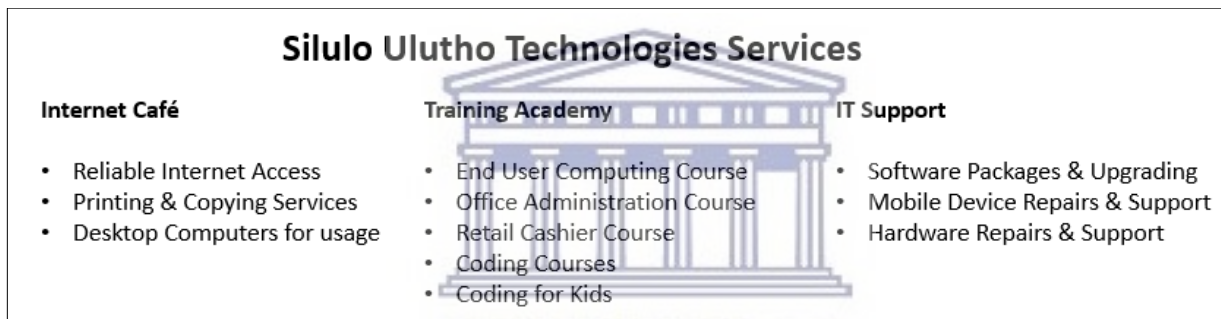 Silulo Ulutho Technologies Services
Internet Café
• Reliable Internet Access
• Printing & Copying Services
• Desktop Computers for usage
Training Academy
• End User Computing Course
• Office Administration Course
• Retail Cashier Course
• Coding Courses
• Coding for Kids
IT Support
• Software Packages & Upgrading
• Mobile Device Repairs & Support
• Hardware Repairs & Support